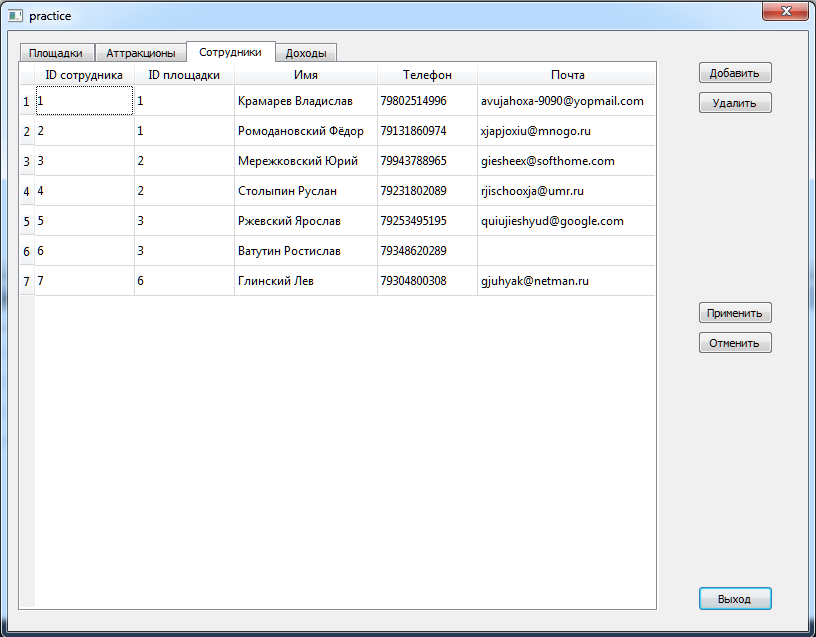 practice
Площадки Аттракционы Сотрудники Доходы
ID сотрудника ID площадки Имя Телефон Почта
1 1 1 Крамарев Владислав 79802514996 avujahoxa-9090@yopmail.com
2 2 1 Ромодановский Фёдор 79131860974 xjapjoxiu@mnogo.ru
3 3 2 Мережковский Юрий 79943788965 giesheex@softhome.com
4 4 2 Столыпин Руслан 79231802089 rjischooxja@umr.ru
5 5 3 Ржевский Ярослав 79253495195 quiujieshyud@google.com
6 6 3 Ватутин Ростислав 79348620289
7 7 6 Глинский Лев 79304800308 gjuhyak@netman.ru
Добавить
Удалить
Применить
Отменить
Выход